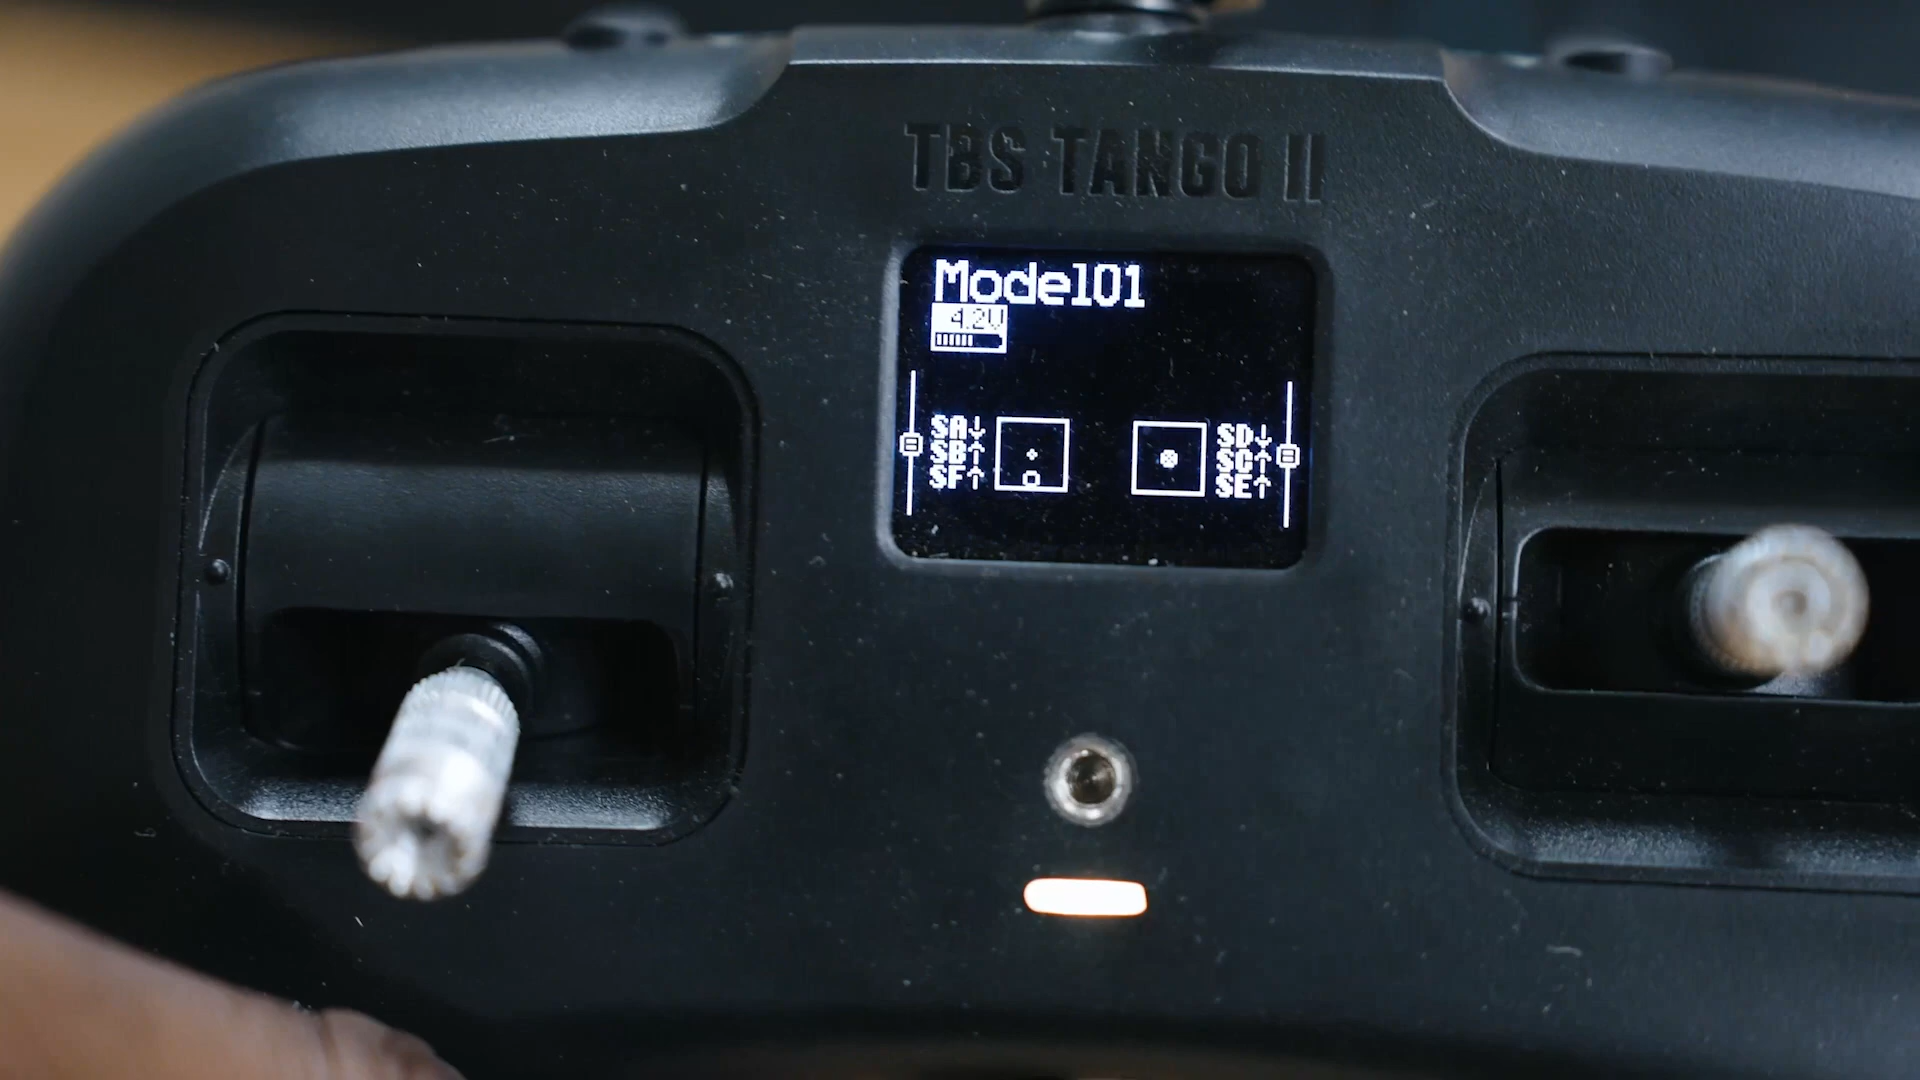 TBS TANGO II
Model01
4.2V
SA↓
SB↑
SF↑
SD↓
SC↑
SE↑